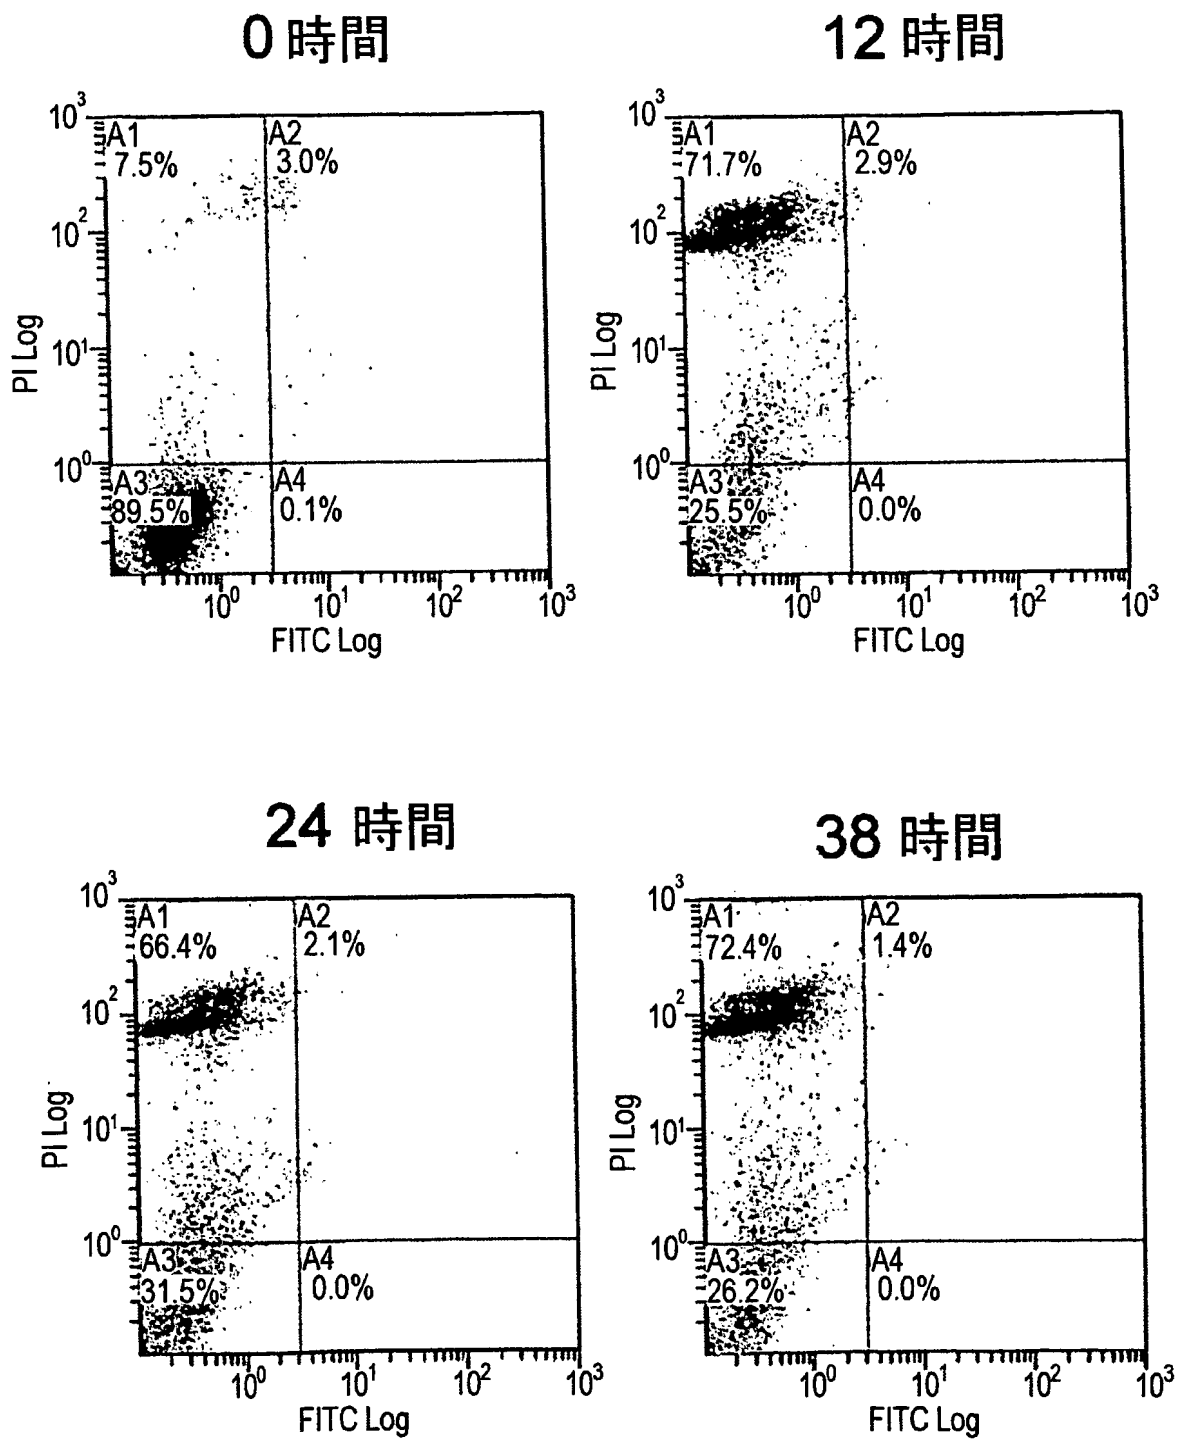 0 時間
10³
A1
7.5%
A2
3.0%
10²
PI Log
10¹
10⁰
A3
89.5%
A4
0.1%
10⁰ 10¹ 10² 10³
FITC Log
12 時間
10³
A1
71.7%
A2
2.9%
10²
PI Log
10¹
10⁰
A3
25.5%
A4
0.0%
10⁰ 10¹ 10² 10³
FITC Log
24 時間
10³
A1
66.4%
A2
2.1%
10²
PI Log
10¹
10⁰
A3
31.5%
A4
0.0%
10⁰ 10¹ 10² 10³
FITC Log
38 時間
10³
A1
72.4%
A2
1.4%
10²
PI Log
10¹
10⁰
A3
26.2%
A4
0.0%
10⁰ 10¹ 10² 10³
FITC Log